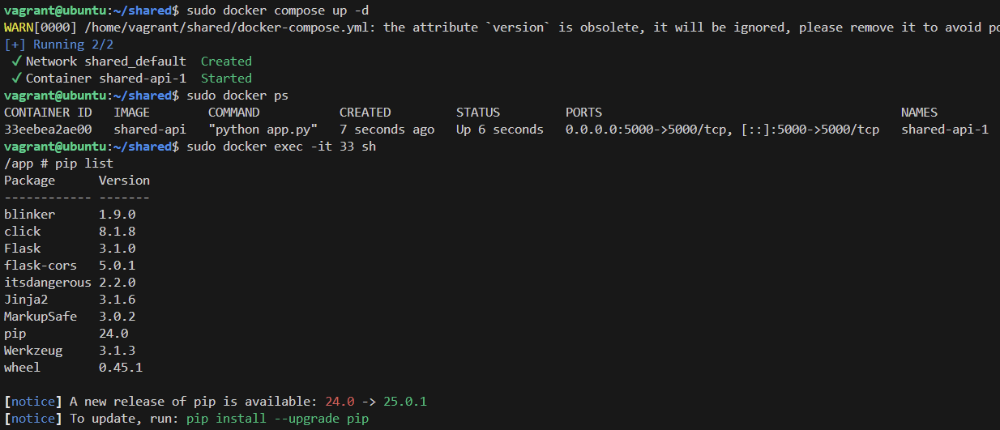 vagrant@ubuntu:~/shared$ sudo docker compose up -d
WARN[0000] /home/vagrant/shared/docker-compose.yml: the attribute `version` is obsolete, it will be ignored, please remove it to avoid
[+] Running 2/2
✓ Network shared_default  Created
✓ Container shared-api-1  Started
vagrant@ubuntu:~/shared$ sudo docker ps
CONTAINER ID   IMAGE        COMMAND           CREATED         STATUS         PORTS                                         NAMES
33eebea2ae00   shared-api   "python app.py"   7 seconds ago   Up 6 seconds   0.0.0.0:5000->5000/tcp, [::]:5000->5000/tcp   shared-api-1
vagrant@ubuntu:~/shared$ sudo docker exec -it 33 sh
/app # pip list
Package      Version
------------ -------
blinker      1.9.0
click        8.1.8
Flask        3.1.0
flask-cors   5.0.1
itsdangerous 2.2.0
Jinja2       3.1.6
MarkupSafe   3.0.2
pip          24.0
Werkzeug     3.1.3
wheel        0.45.1
[notice] A new release of pip is available: 24.0 -> 25.0.1
[notice] To update, run: pip install --upgrade pip